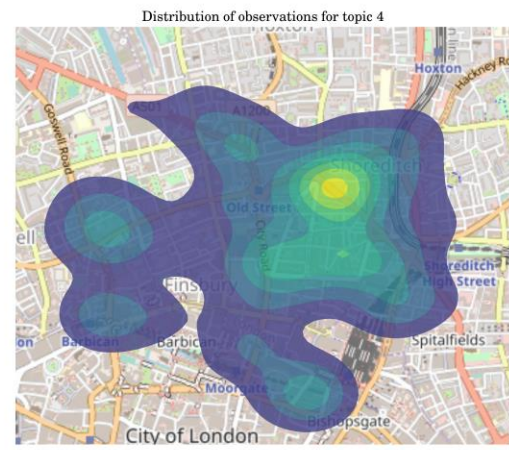 Distribution of observations for topic 4
Hoxton
Hoxton
Hackney Ro
A501
A1200
Goswell Road
Shoreditch
Old Street
ell
City Road
Shoreditch
High Street
Finsbury
on
Barbican
Barbican
Spitalfields
Moorgate
Bishopsgate
City of London